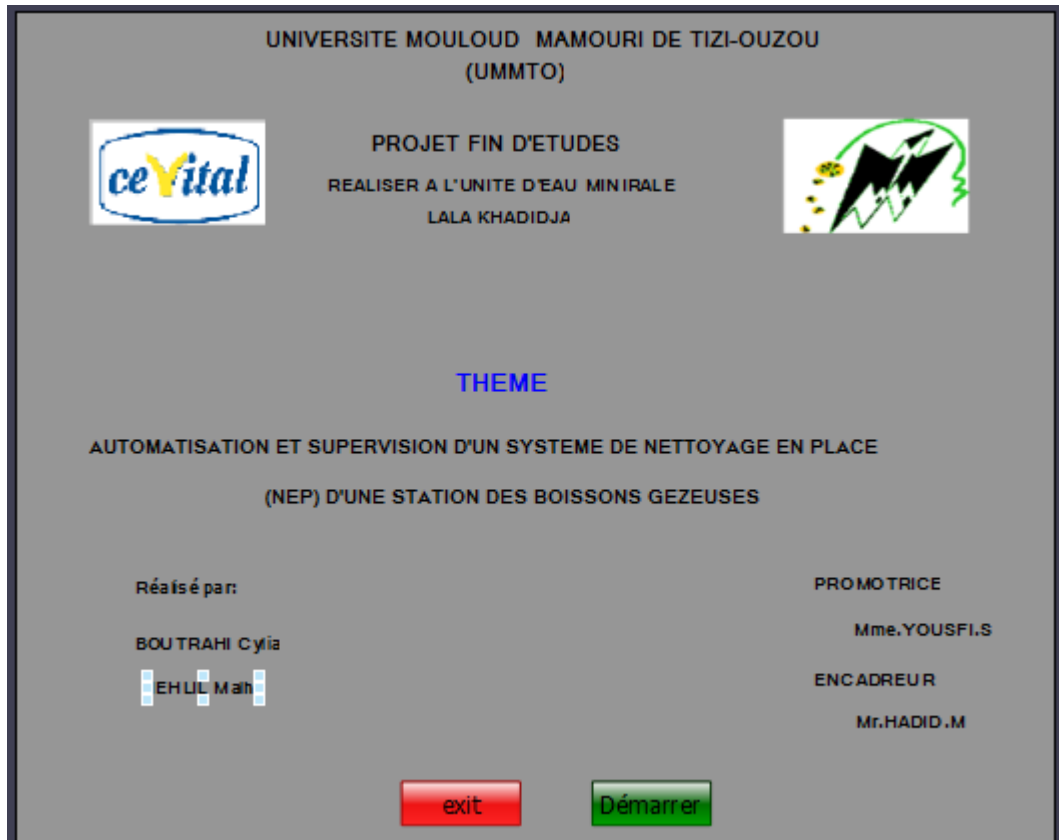 UNIVERSITE MOULOUD MAMOURI DE TIZI-OUZOU
(UMMTO)
ceVital
PROJET FIN D'ETUDES
REALISER A L'UNITE D'EAU MINIRALE
LALA KHADIDJA
THEME
AUTOMATISATION ET SUPERVISION D'UN SYSTEME DE NETTOYAGE EN PLACE
(NEP) D'UNE STATION DES BOISSONS GEZEUSES
Réalisé par:
PROMOTRICE
Mme.YOUSFI.S
BOUTRAHI Cylia
ENCADREUR
Mr.HADID.M
exit
Démarrer